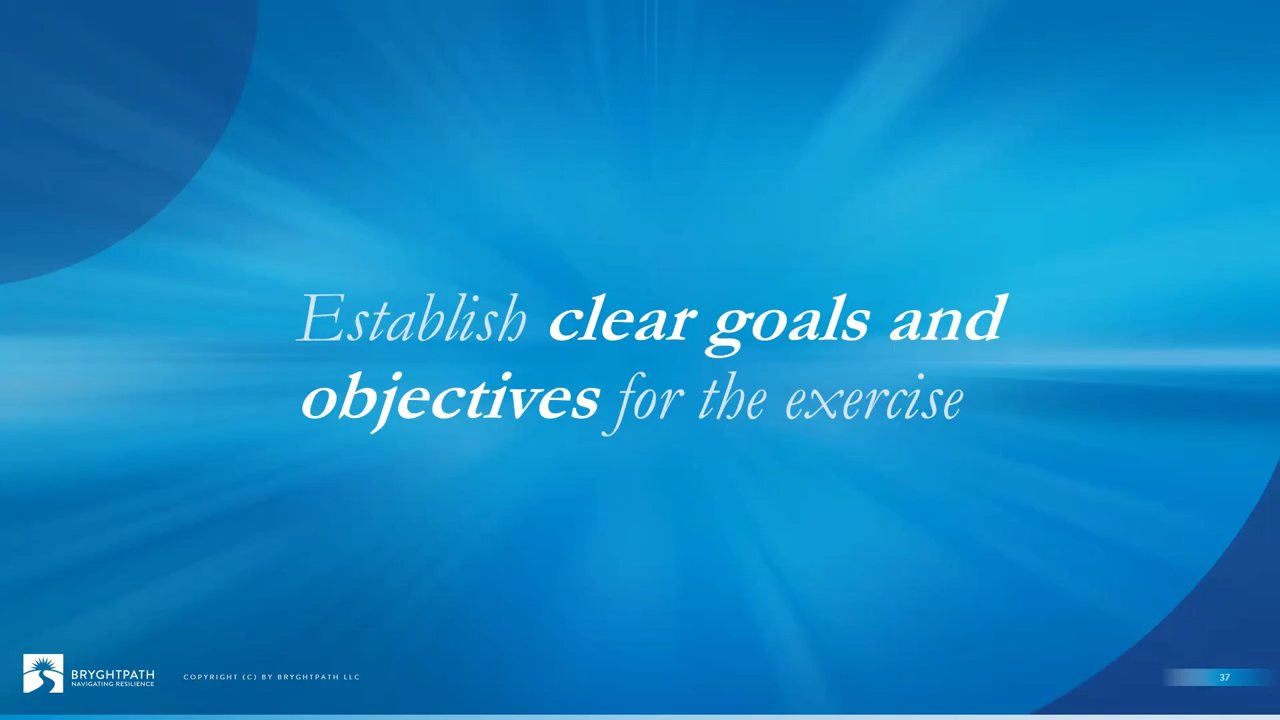 Establish clear goals and
objectives for the exercise
BRYGHTPATH
NAVIGATING RESILIENCE
COPYRIGHT (C) BY BRYGHTPATH LLC
37